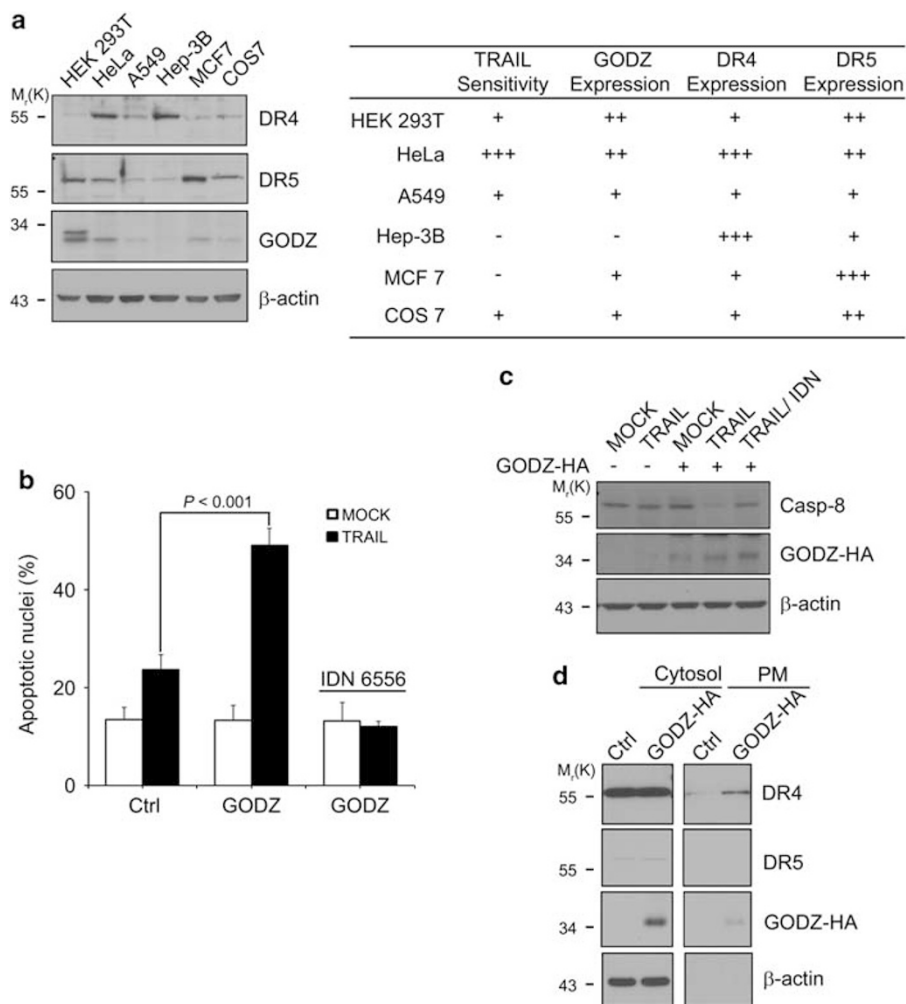 a
HEK 293T HeLa A549 Hep-3B MCF7 COS7
Mr(K)
55 DR4
55 DR5
34 GODZ
43 β-actin
TRAIL Sensitivity GODZ Expression DR4 Expression DR5 Expression
HEK 293T + ++ + ++
HeLa +++ ++ +++ ++
A549 + + + +
Hep-3B - - +++ +
MCF 7 - + + +++
COS 7 + + + ++
b
Apoptotic nuclei (%)
60
40
20
0
P < 0.001
MOCK
TRAIL
IDN 6556
Ctrl GODZ GODZ
c
MOCK TRAIL MOCK TRAIL TRAIL/ IDN
GODZ-HA - - + + +
Mr(K)
55 Casp-8
34 GODZ-HA
43 β-actin
d
Cytosol PM
Ctrl GODZ-HA Ctrl GODZ-HA
Mr(K)
55 DR4
55 DR5
34 GODZ-HA
43 β-actin